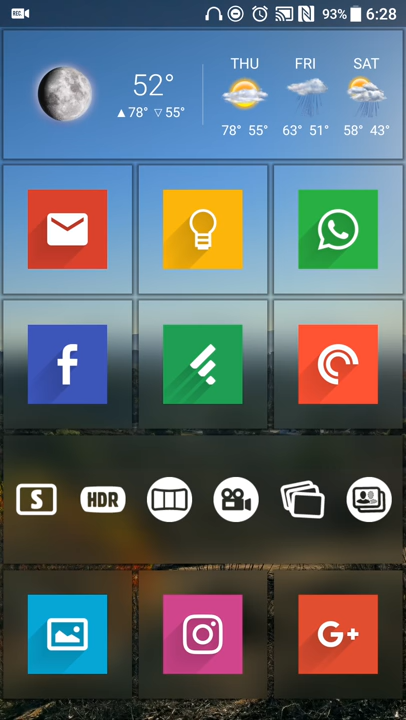 REC 93% 6:28
THU FRI SAT
52°
▲78° ▽55°
78° 55° 63° 51° 58° 43°
f
S HDR
G+